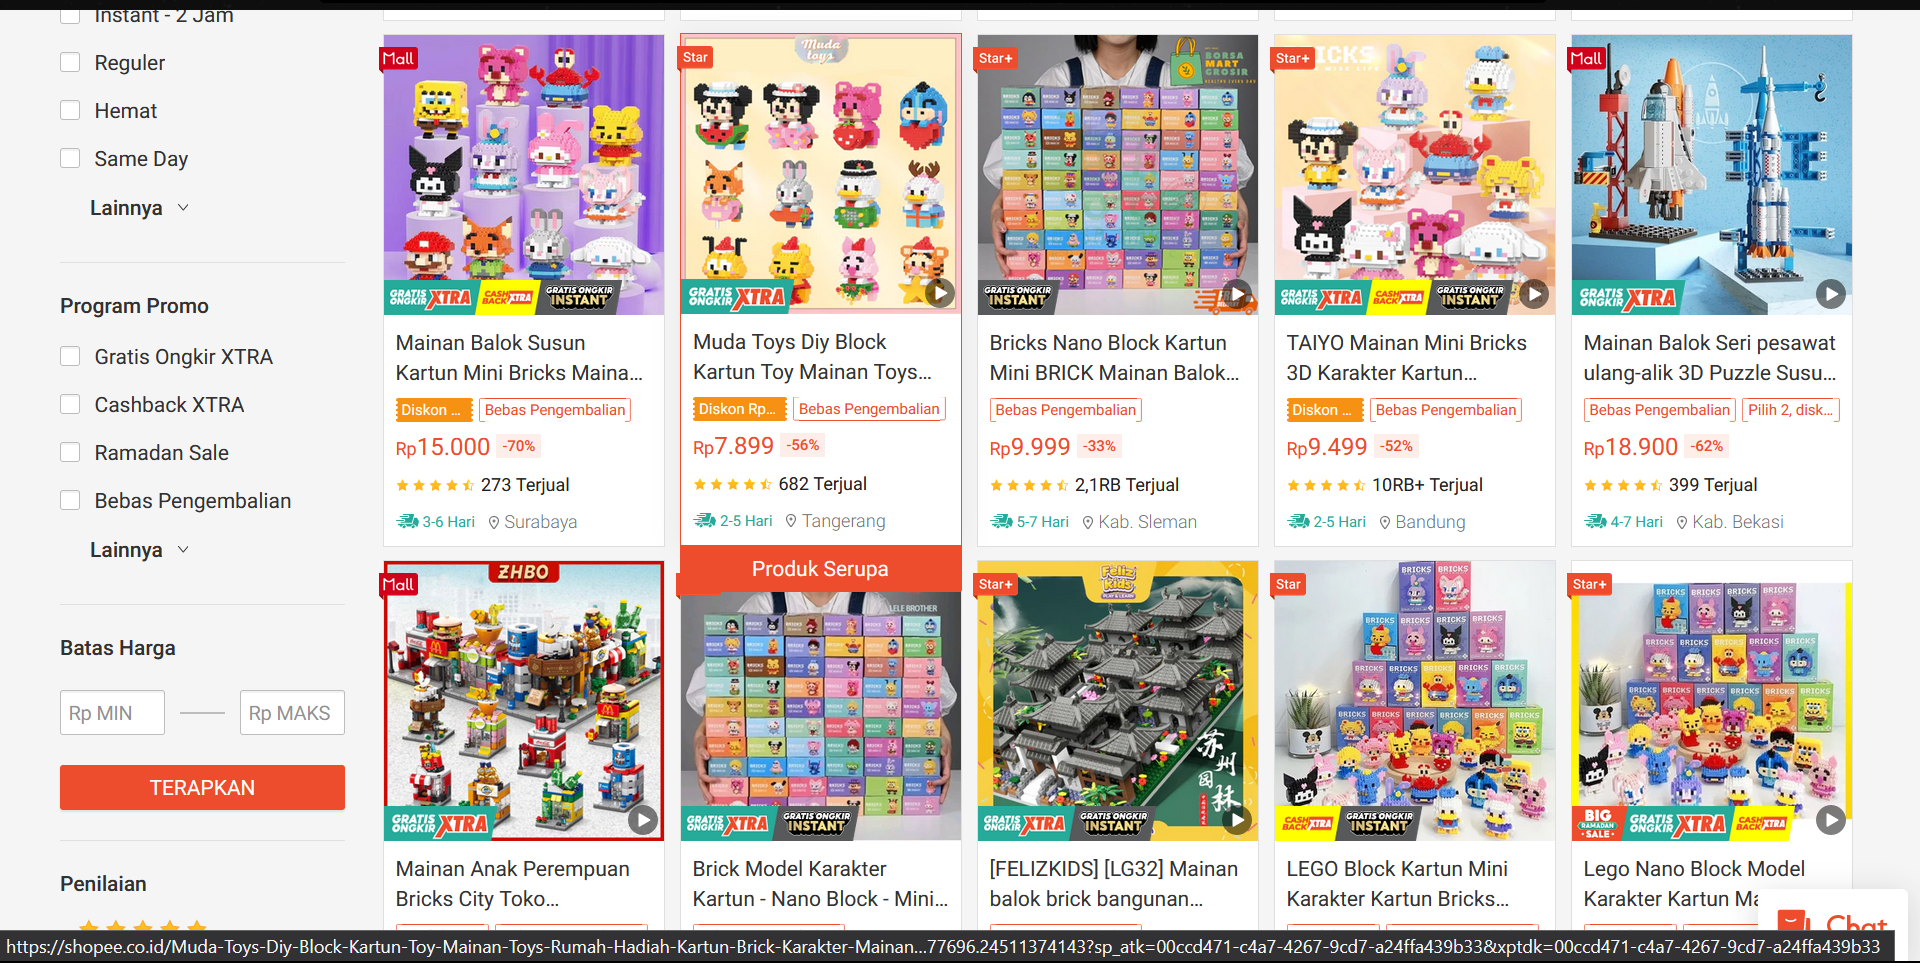 Instant - 2 Jam
Reguler
Hemat
Same Day
Lainnya
Program Promo
Gratis Ongkir XTRA
Cashback XTRA
Ramadan Sale
Bebas Pengembalian
Lainnya
Batas Harga
Rp MIN
Rp MAKS
TERAPKAN
Penilaian
Mall
GRATIS ONGKIR XTRA
CASHBACK XTRA
GRATIS ONGKIR INSTANT
Mainan Balok Susun
Kartun Mini Bricks Maina...
Diskon ...
Bebas Pengembalian
Rp15.000 -70%
273 Terjual
3-6 Hari
Surabaya
Star
Muda
toys
GRATIS ONGKIR XTRA
Muda Toys Diy Block
Kartun Toy Mainan Toys...
Diskon Rp...
Bebas Pengembalian
Rp7.899 -56%
682 Terjual
2-5 Hari
Tangerang
Produk Serupa
Star+
BORSA
MART
GROSIR
GRATIS ONGKIR INSTANT
Bricks Nano Block Kartun
Mini BRICK Mainan Balok...
Bebas Pengembalian
Rp9.999 -33%
2,1RB Terjual
5-7 Hari
Kab. Sleman
Star+
GRATIS ONGKIR XTRA
CASHBACK XTRA
GRATIS ONGKIR INSTANT
TAIYO Mainan Mini Bricks
3D Karakter Kartun...
Diskon ...
Bebas Pengembalian
Rp9.499 -52%
10RB+ Terjual
2-5 Hari
Bandung
Mall
GRATIS ONGKIR XTRA
Mainan Balok Seri pesawat
ulang-alik 3D Puzzle Susu...
Bebas Pengembalian
Pilih 2, disk...
Rp18.900 -62%
399 Terjual
4-7 Hari
Kab. Bekasi
Mall
ZHBO
GRATIS ONGKIR XTRA
Mainan Anak Perempuan
Bricks City Toko...
LELE BROTHER
GRATIS ONGKIR XTRA
GRATIS ONGKIR INSTANT
Brick Model Karakter
Kartun - Nano Block - Mini...
Star+
Feliz
Kids
PLAY & LEARN
苏州
园林
GRATIS ONGKIR XTRA
GRATIS ONGKIR INSTANT
[FELIZKIDS] [LG32] Mainan
balok brick bangunan...
Star
BRICKS BRICKS
CASHBACK XTRA
GRATIS ONGKIR INSTANT
LEGO Block Kartun Mini
Karakter Kartun Bricks...
Star+
BIG
RAMADAN
SALE
GRATIS ONGKIR XTRA
CASHBACK XTRA
Lego Nano Block Model
Karakter Kartun Ma
Chat
https://shopee.co.id/Muda-Toys-Diy-Block-Kartun-Toy-Mainan-Toys-Rumah-Hadiah-Kartun-Brick-Karakter-Mainan...77696.24511374143?sp_atk=00ccd471-c4a7-4267-9cd7-a24ffa439b33&xptdk=00ccd471-c4a7-4267-9cd7-a24ffa439b33